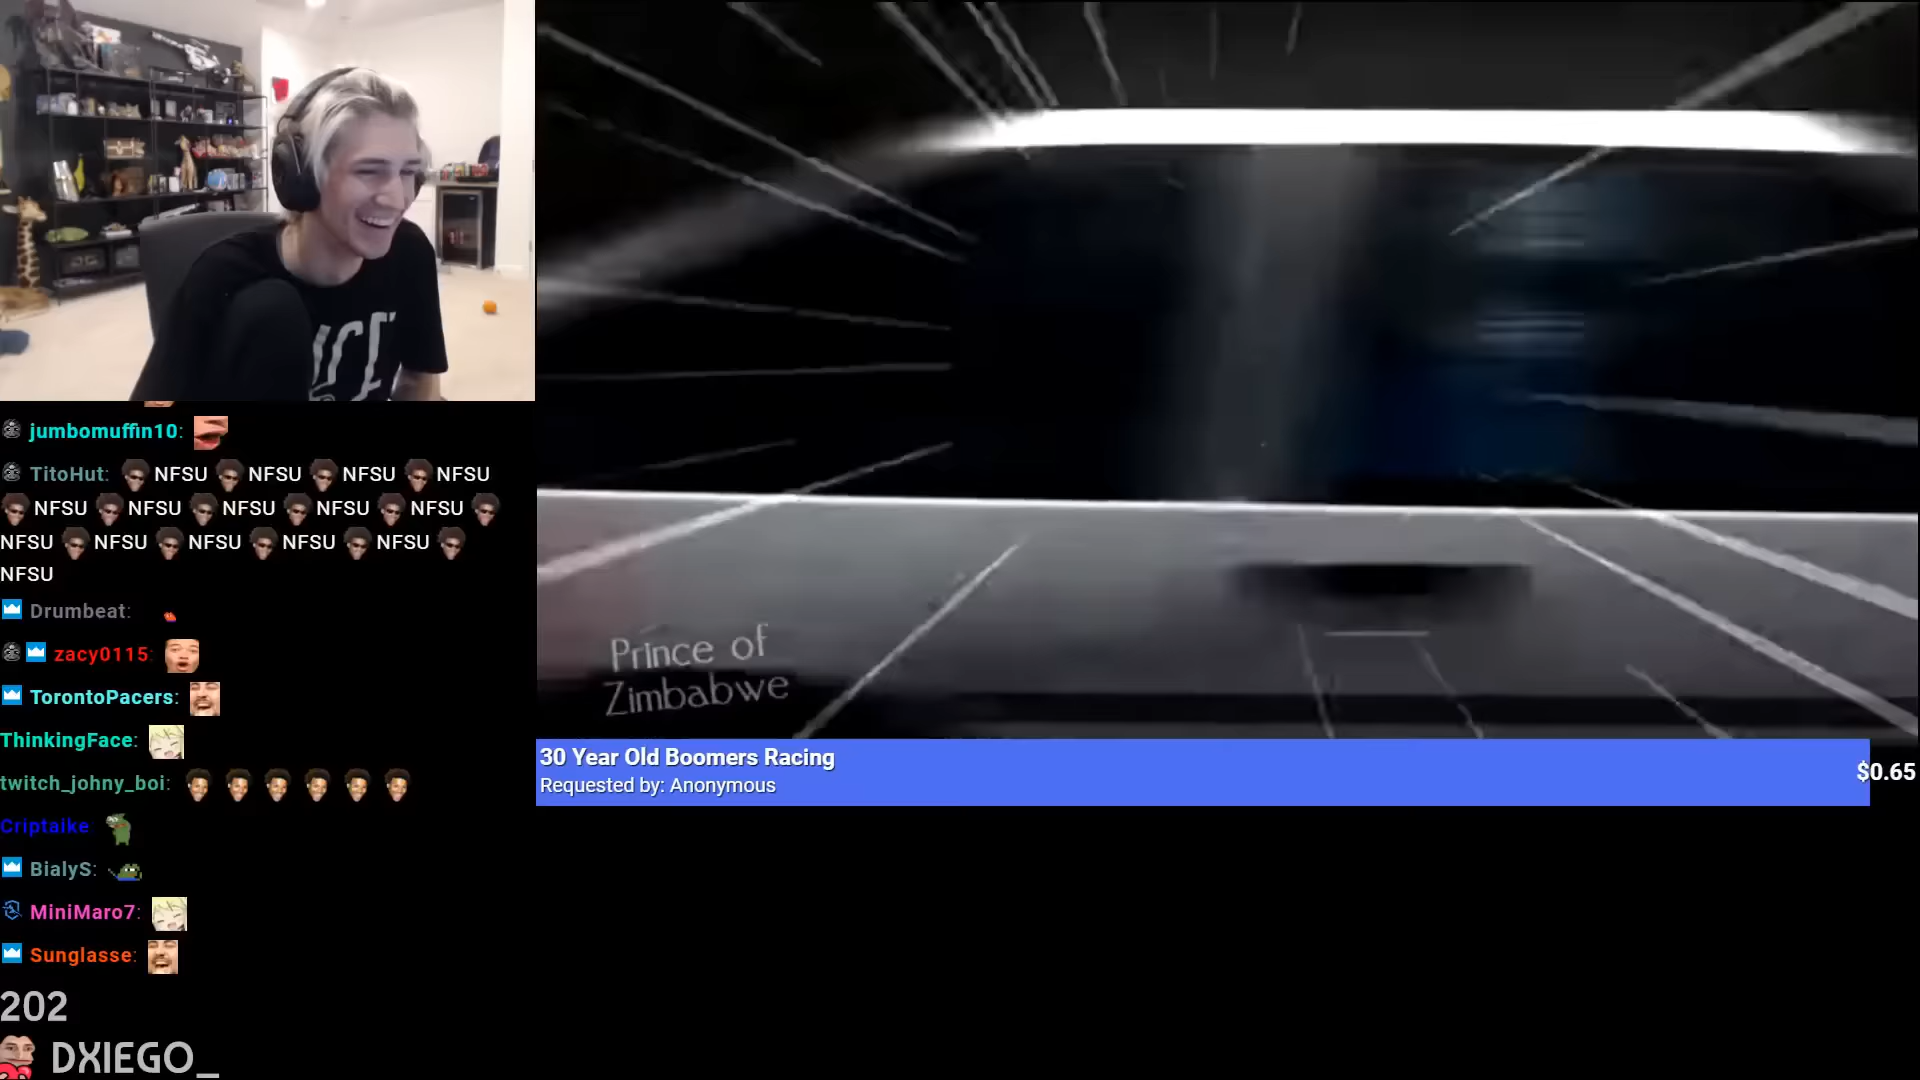 jumbomuffin10:
TitoHut: NFSU NFSU NFSU NFSU
NFSU NFSU NFSU NFSU NFSU
NFSU NFSU NFSU NFSU NFSU
NFSU
Drumbeat:
zacy0115:
TorontoPacers:
ThinkingFace:
twitch_johny_boi:
Criptaike:
BialyS:
MiniMaro7:
Sunglasse:
202
DXIEGO_
Prince of
Zimbabwe
30 Year Old Boomers Racing
Requested by: Anonymous
$0.65